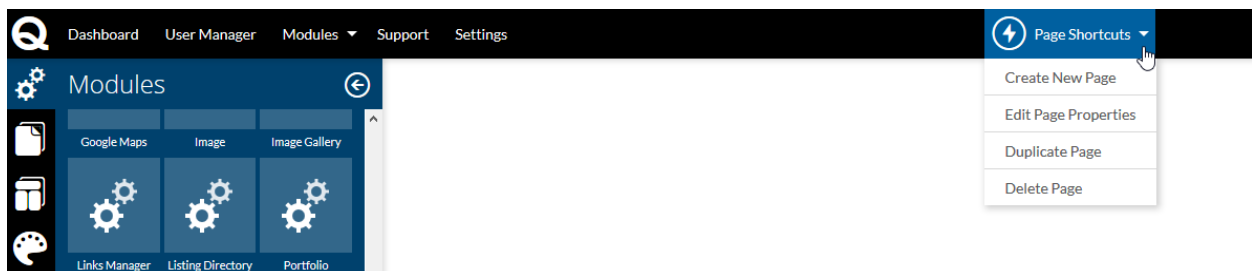 Dashboard User Manager Modules Support Settings Page Shortcuts
Modules
Create New Page
Edit Page Properties
Duplicate Page
Delete Page
Google Maps Image Image Gallery
Links Manager Listing Directory Portfolio